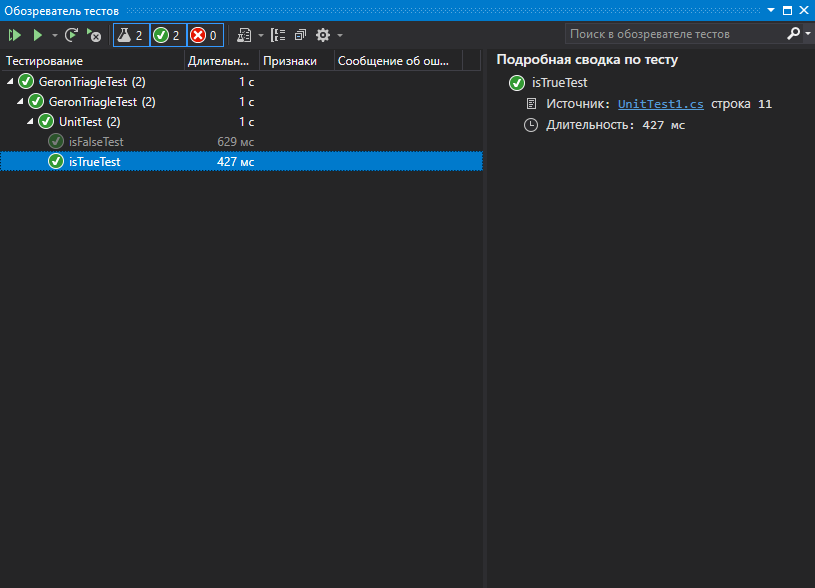 Обозреватель тестов
2 2 0
Поиск в обозревателе тестов
Тестирование Длительн... Признаки Сообщение об ош...
GeronTriagleTest (2) 1 с
GeronTriagleTest (2) 1 с
UnitTest (2) 1 с
isFalseTest 629 мс
isTrueTest 427 мс
Подробная сводка по тесту
isTrueTest
Источник: UnitTest1.cs строка 11
Длительность: 427 мс